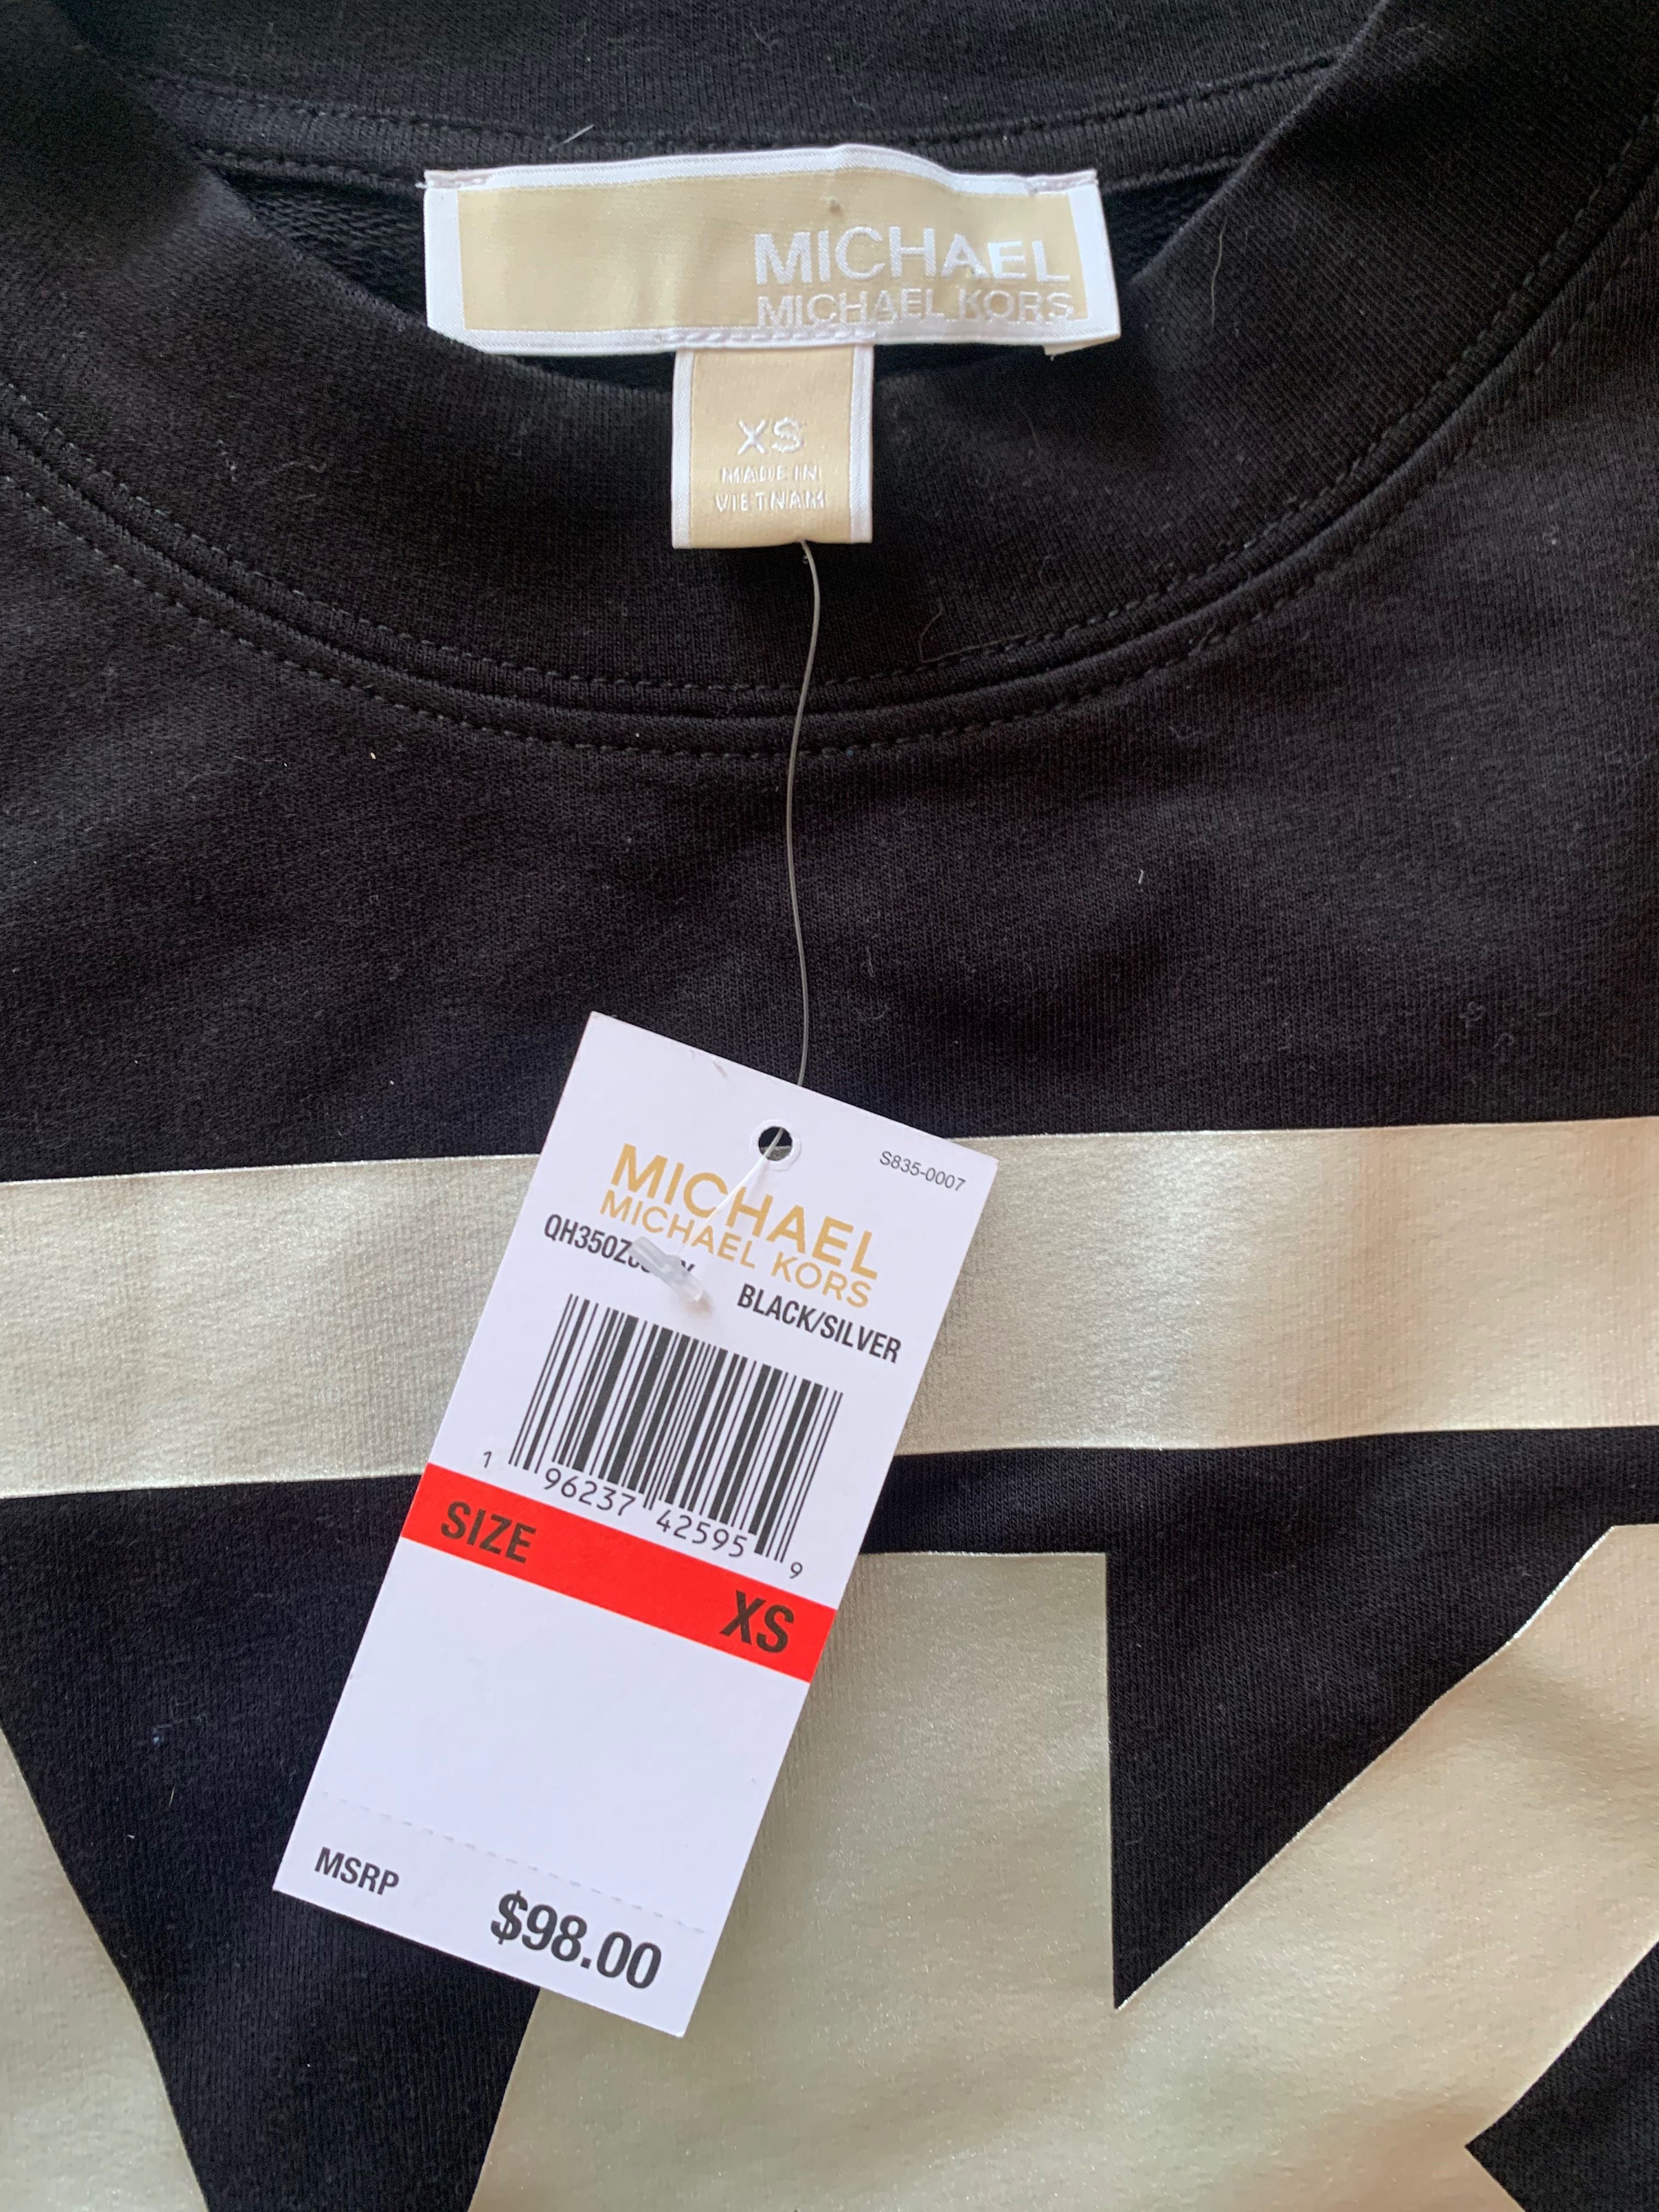 MICHAEL
MICHAEL KORS
XS
MADE IN
VIETNAM
S835-0007
MICHAEL
MICHAEL KORS
BLACK/SILVER
1 96237 42595 9
SIZE XS
MSRP $98.00